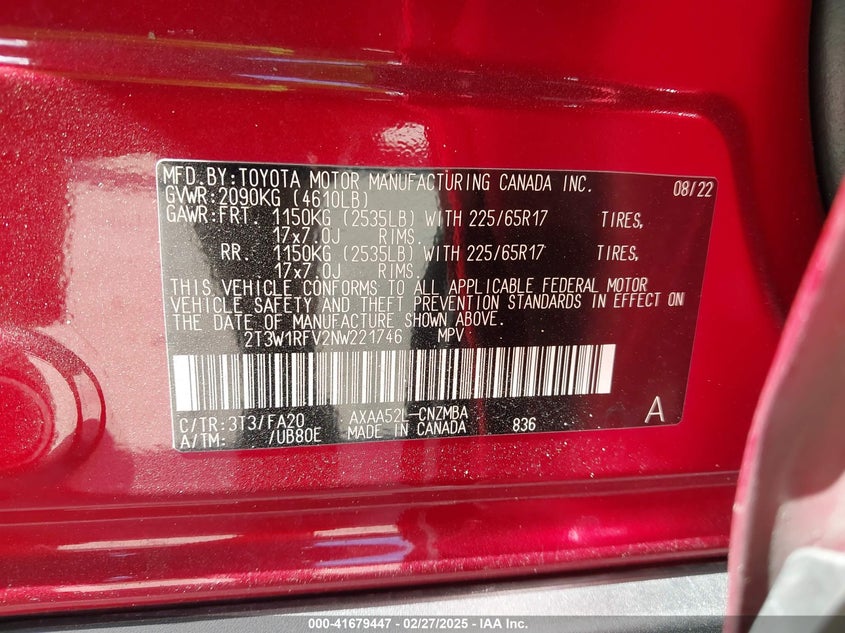 MFD.BY:TOYOTA MOTOR MANUFACTURING CANADA INC. 08/22
GVWR:2090KG (4610LB)
GAWR:FRT. 1150KG (2535LB) WITH 225/65R17 TIRES,
17x7.0J RIMS.
RR. 1150KG (2535LB) WITH 225/65R17 TIRES,
17x7.0J RIMS.
THIS VEHICLE CONFORMS TO ALL APPLICABLE FEDERAL MOTOR
VEHICLE SAFETY AND THEFT PREVENTION STANDARDS IN EFFECT ON
THE DATE OF MANUFACTURE SHOWN ABOVE.
2T3W1RFV2NW221746 MPV
C/TR:3T3/FA20 AXAA52L-CNZMBA A
A/TM: /UB80E MADE IN CANADA 836
000-41679447 - 02/27/2025 - IAA Inc.